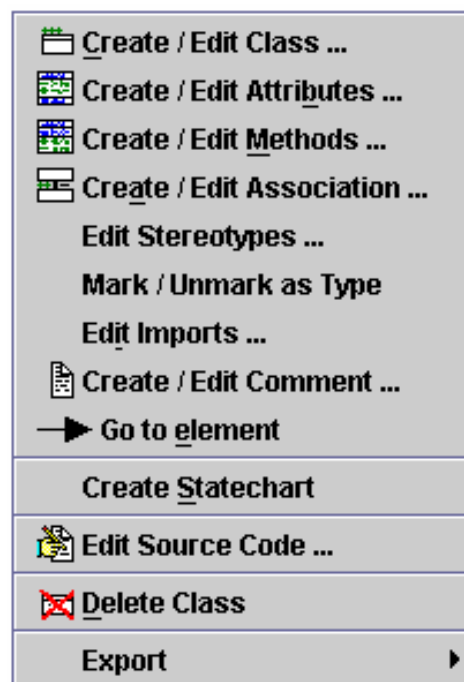 Create / Edit Class ...
Create / Edit Attributes ...
Create / Edit Methods ...
Create / Edit Association ...
Edit Stereotypes ...
Mark / Unmark as Type
Edit Imports ...
Create / Edit Comment ...
Go to element
Create Statechart
Edit Source Code ...
Delete Class
Export